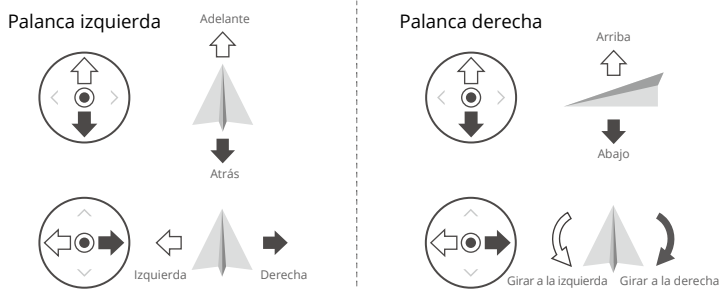 Palanca izquierda
Adelante
Atrás
Izquierda
Derecha
Palanca derecha
Arriba
Abajo
Girar a la izquierda
Girar a la derecha